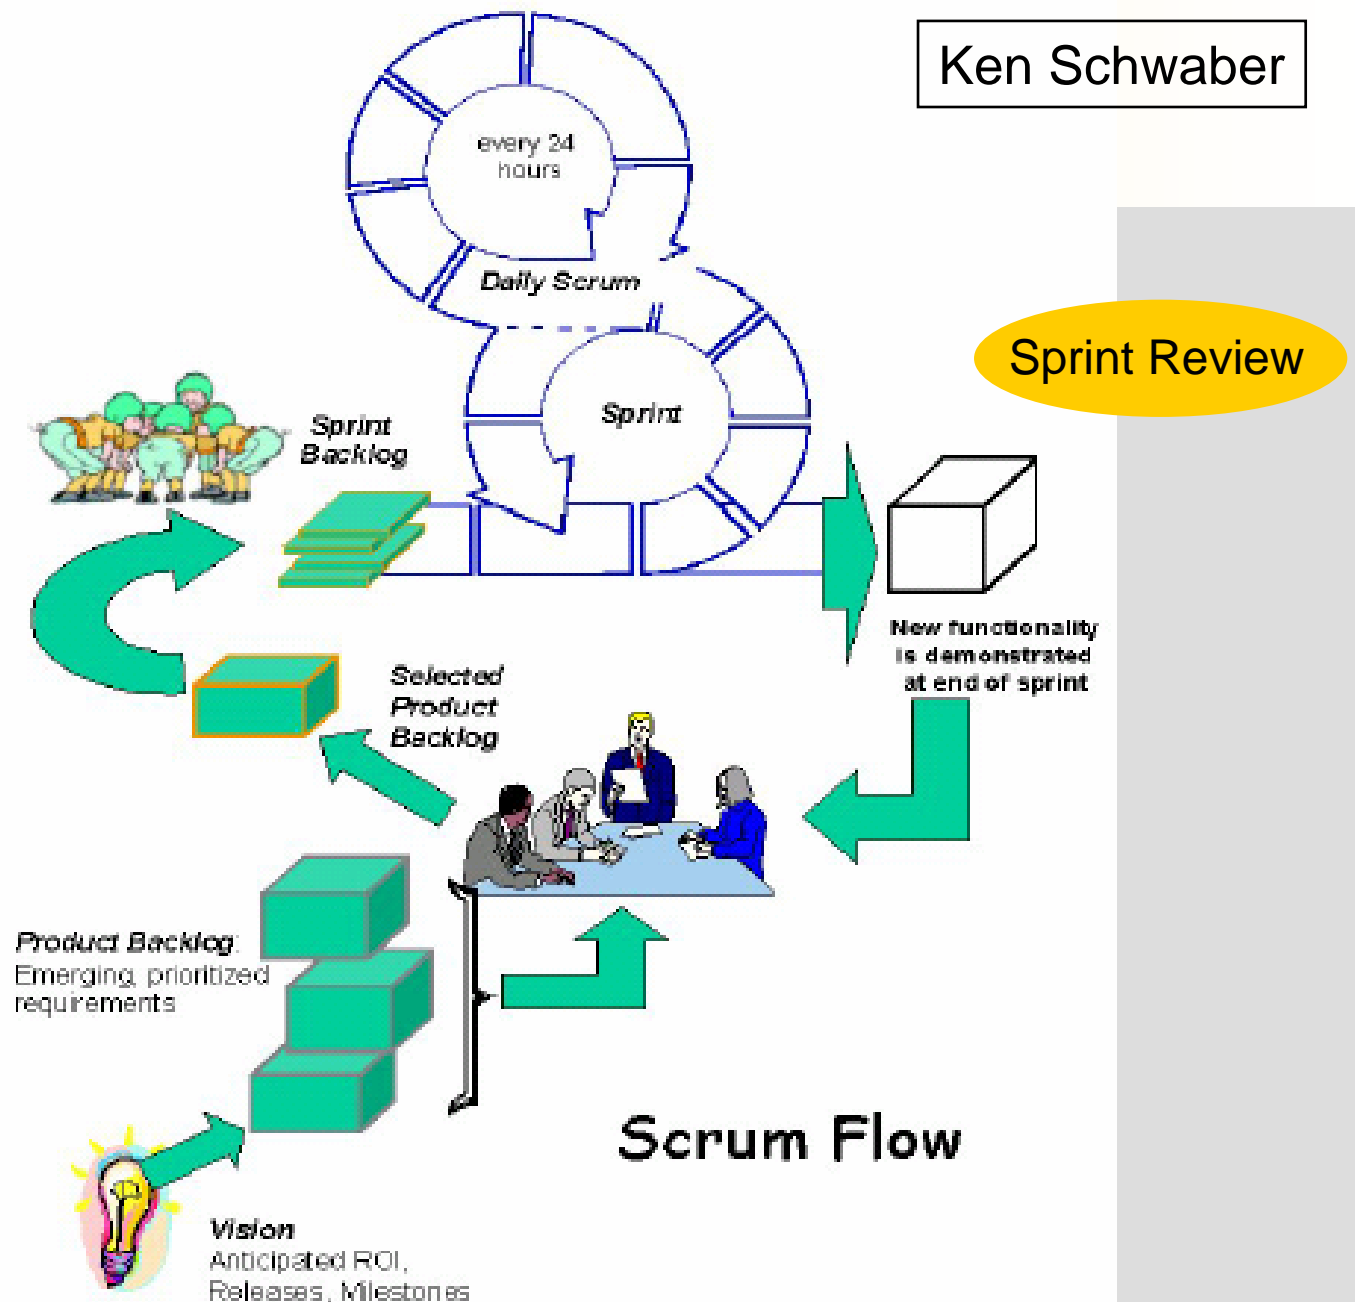 Ken Schwaber
every 24
hours
Daily Scrum
Sprint Review
Sprint
Sprint
Backlog
New functionality
is demonstrated
at end of sprint
Selected
Product
Backlog
Product Backlog:
Emerging, prioritized
requirements
Scrum Flow
Vision
Anticipated ROI,
Releases, Milestones